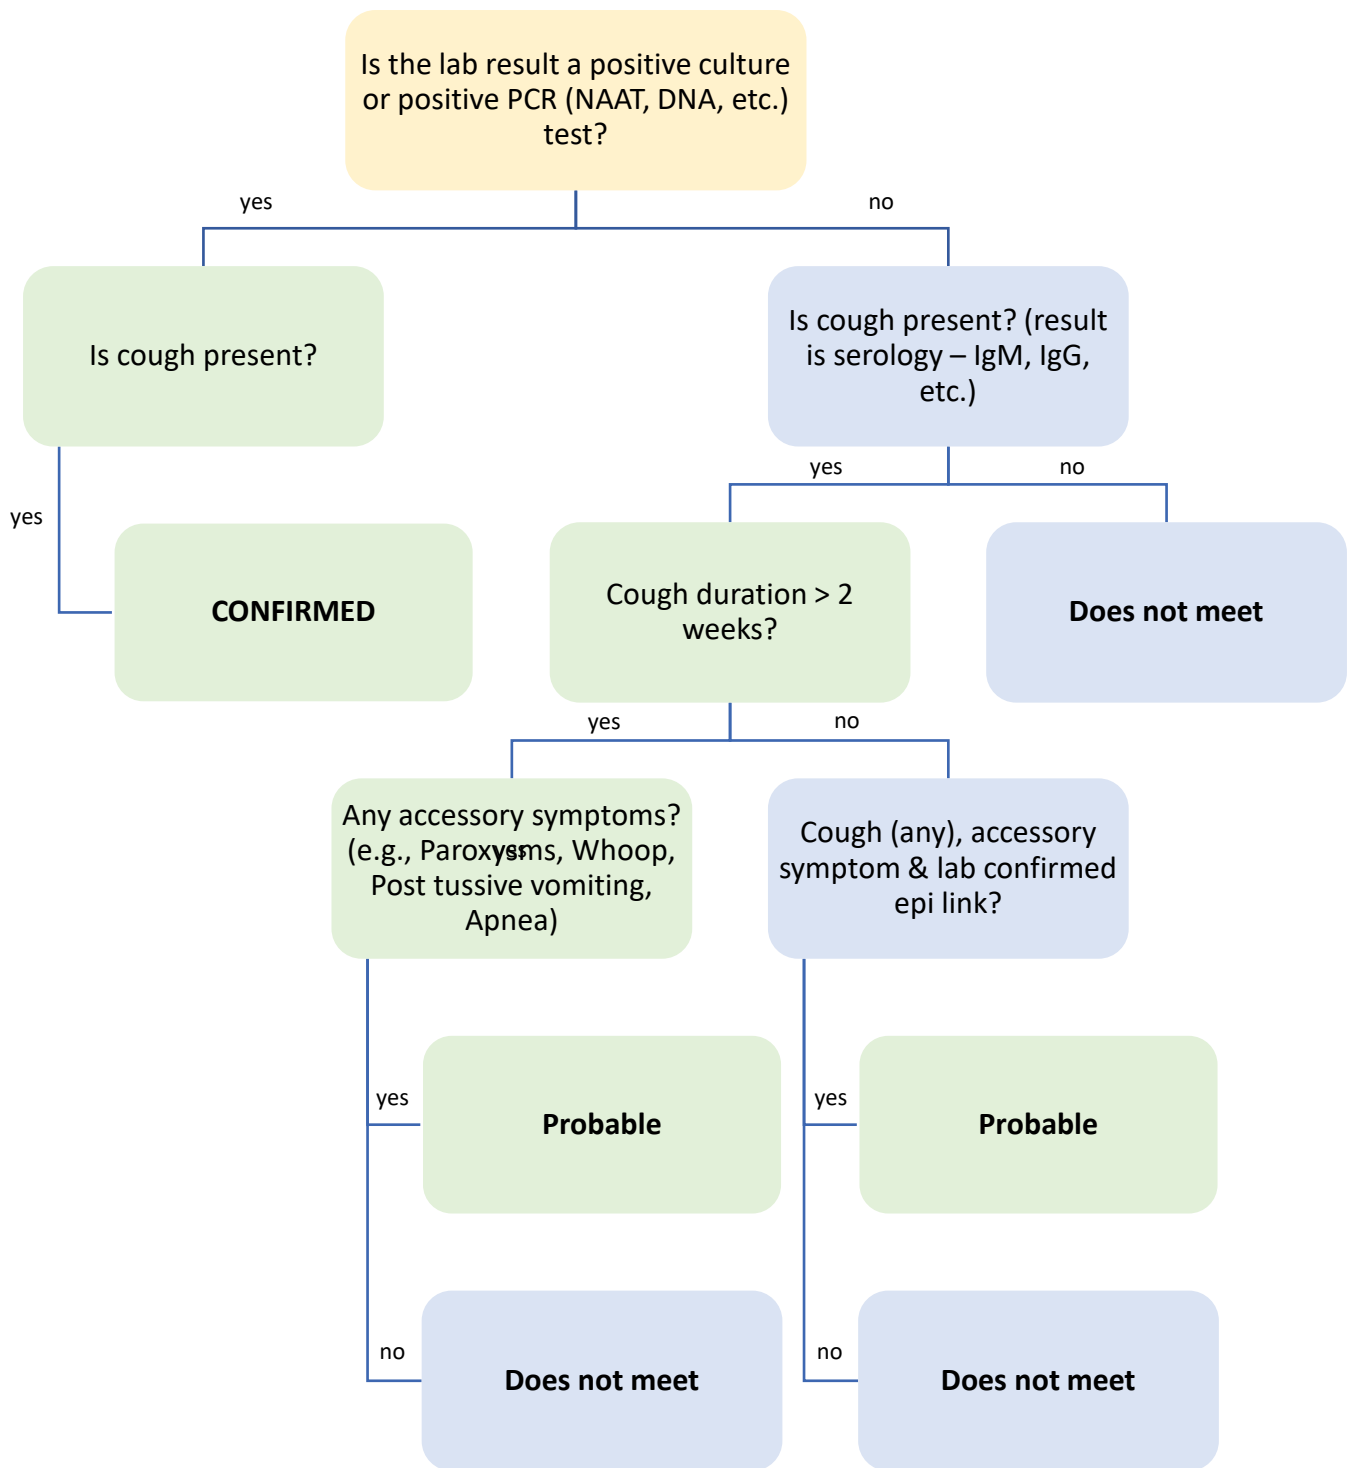 Is the lab result a positive culture
or positive PCR (NAAT, DNA, etc.)
test?
yes
no
Is cough present?
Is cough present? (result
is serology – IgM, IgG,
etc.)
yes
no
yes
CONFIRMED
Cough duration > 2
weeks?
Does not meet
yes
no
Any accessory symptoms?
(e.g., Paroxysms, Whoop,
Post tussive vomiting,
Apnea)
yes
Cough (any), accessory
symptom & lab confirmed
epi link?
yes
Probable
yes
Probable
no
Does not meet
no
Does not meet